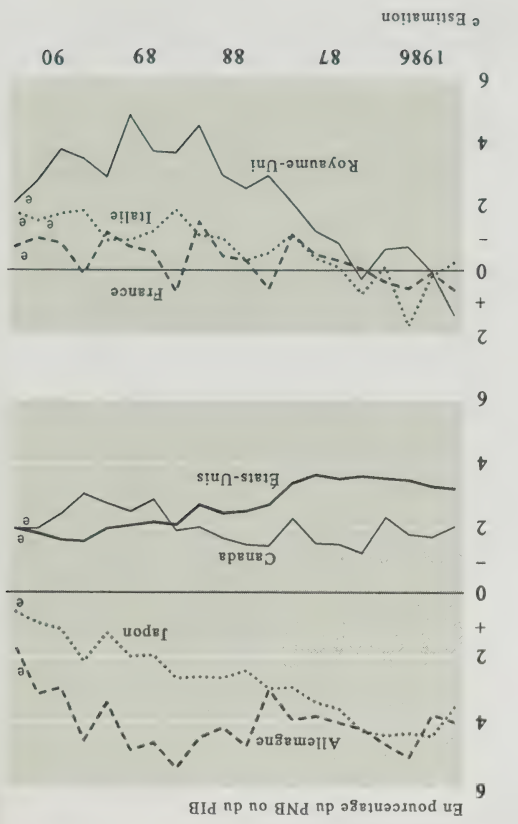 En pourcentage du PNB ou du PIB
6
Allemagne
4
2
Japon
+
e
e
0
–
Canada
2
e
e
États-Unis
4
6
2
+
France
0
–
Italie
e
e
e
2
Royaume-Uni
4
6
1986 87 88 89 90
e Estimation